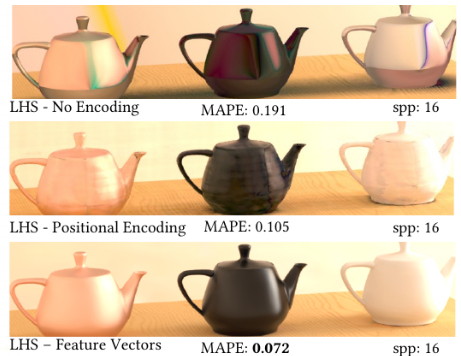 LHS - No Encoding MAPE: 0.191 spp: 16
LHS - Positional Encoding MAPE: 0.105 spp: 16
LHS – Feature Vectors MAPE: 0.072 spp: 16